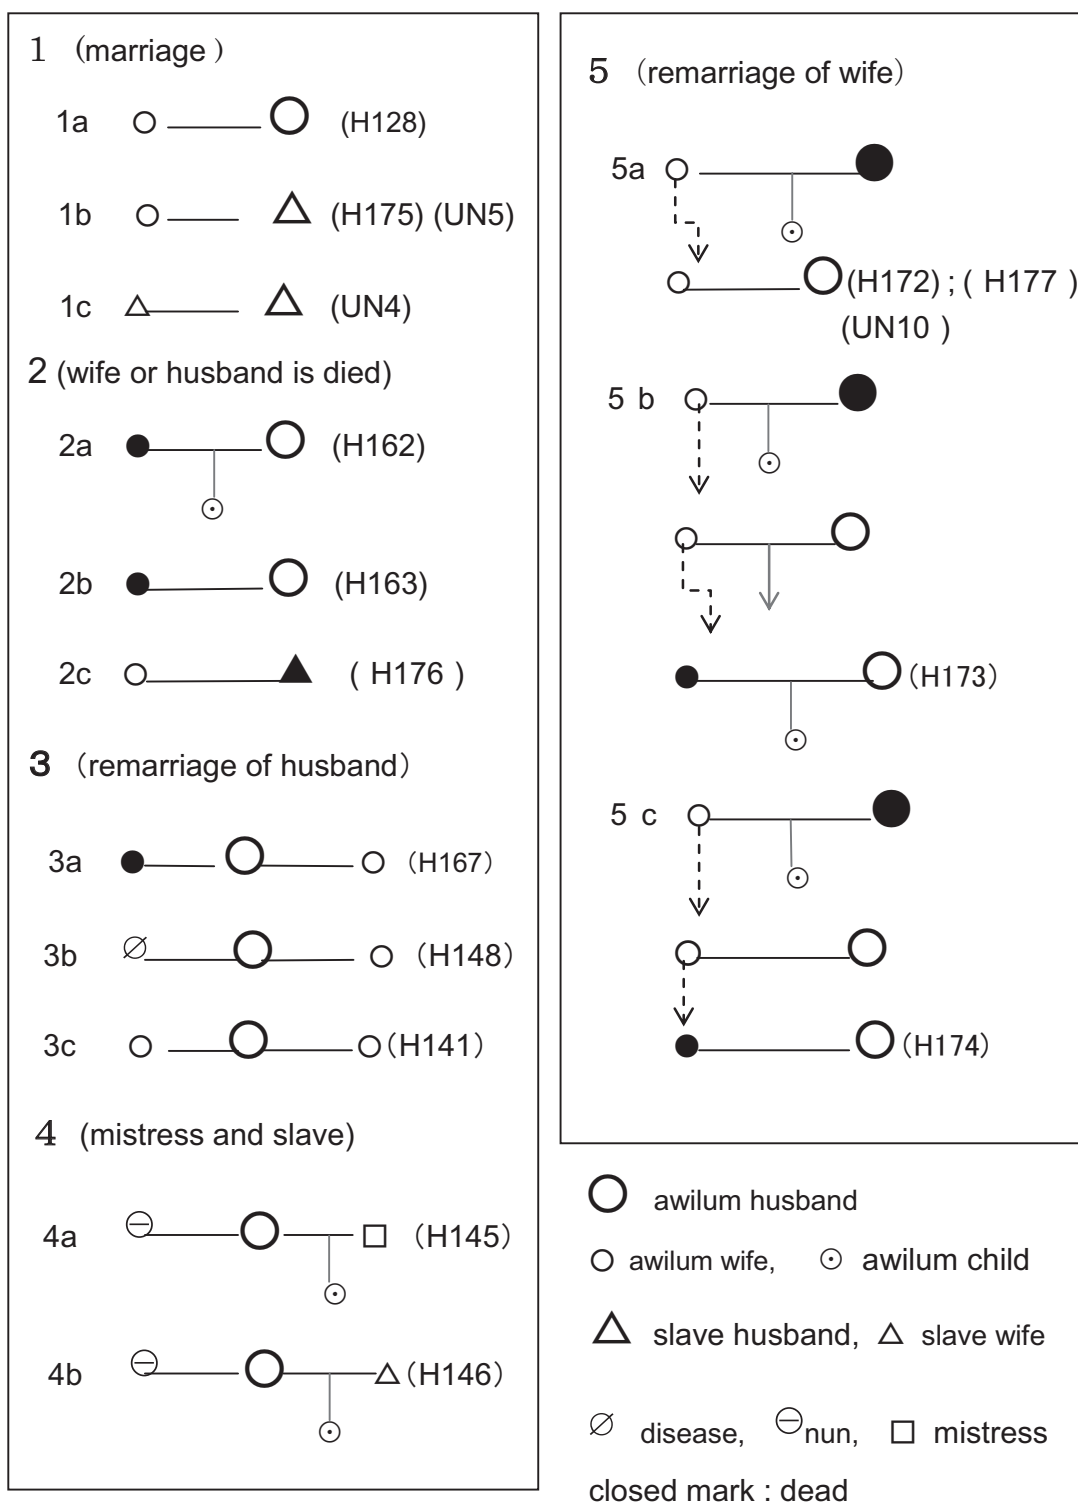 1 (marriage )
1a (H128)
1b (H175) (UN5)
1c (UN4)
2 (wife or husband is died)
2a (H162)
2b (H163)
2c ( H176 )
3 (remarriage of husband)
3a (H167)
3b (H148)
3c (H141)
4 (mistress and slave)
4a (H145)
4b (H146)
5 (remarriage of wife)
5a
(H172) ; ( H177 )
(UN10 )
5 b
(H173)
5 c
(H174)
awilum husband
awilum wife, awilum child
slave husband, slave wife
disease, nun, mistress
closed mark : dead